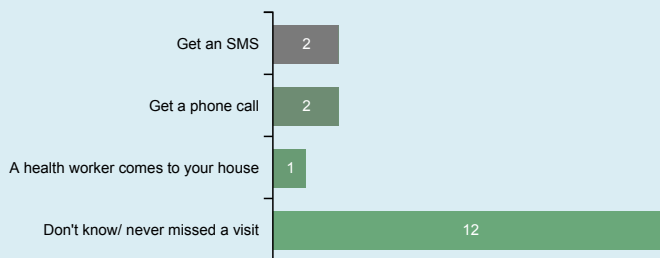 Get an SMS 2
Get a phone call 2
A health worker comes to your house 1
Don't know/ never missed a visit 12